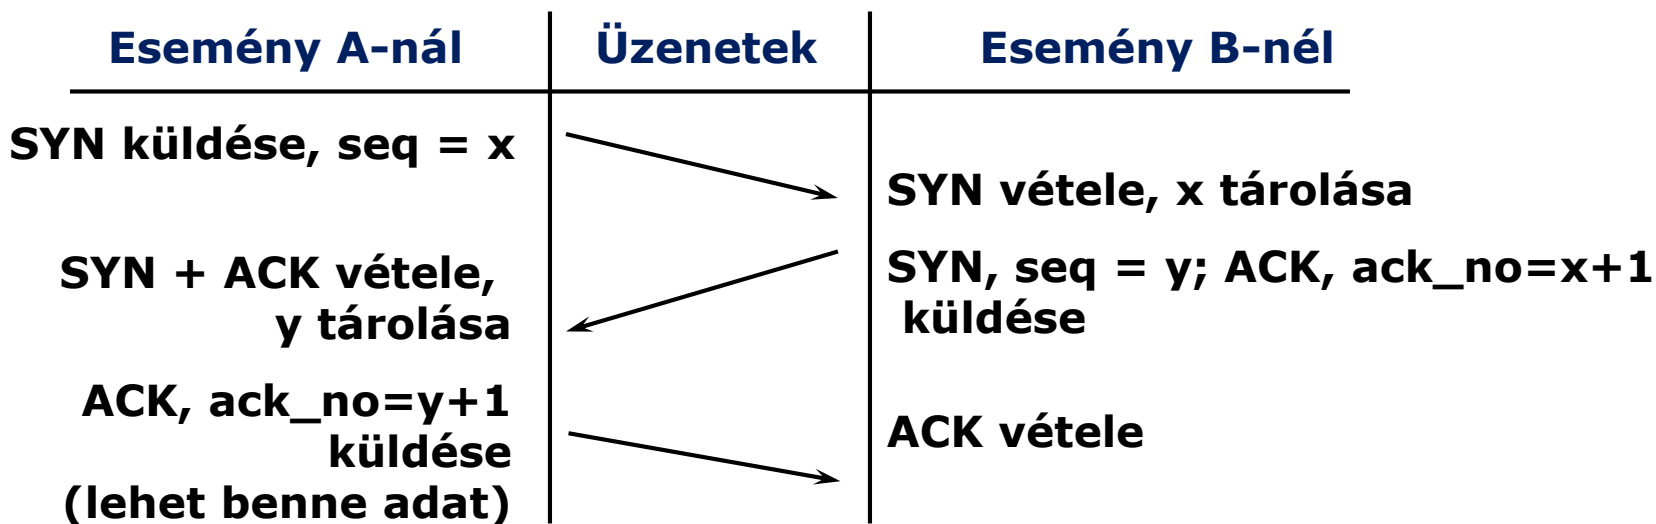 Esemény A-nál
Üzenetek
Esemény B-nél
SYN küldése, seq = x
SYN vétele, x tárolása
SYN, seq = y; ACK, ack_no=x+1
küldése
SYN + ACK vétele,
y tárolása
ACK, ack_no=y+1
küldése
(lehet benne adat)
ACK vétele